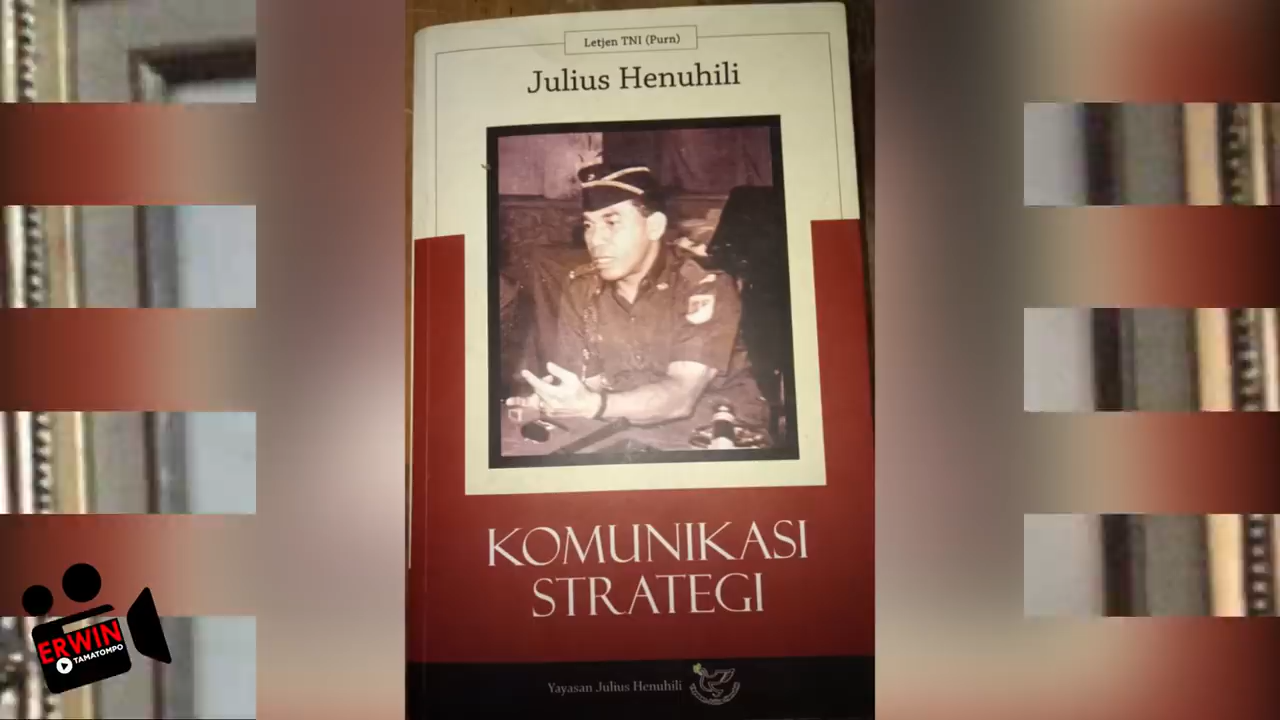 Letjen TNI (Purn)
Julius Henuhili
KOMUNIKASI
STRATEGI
Yayasan Julius Henuhili
ERWIN
TAMATOMPO